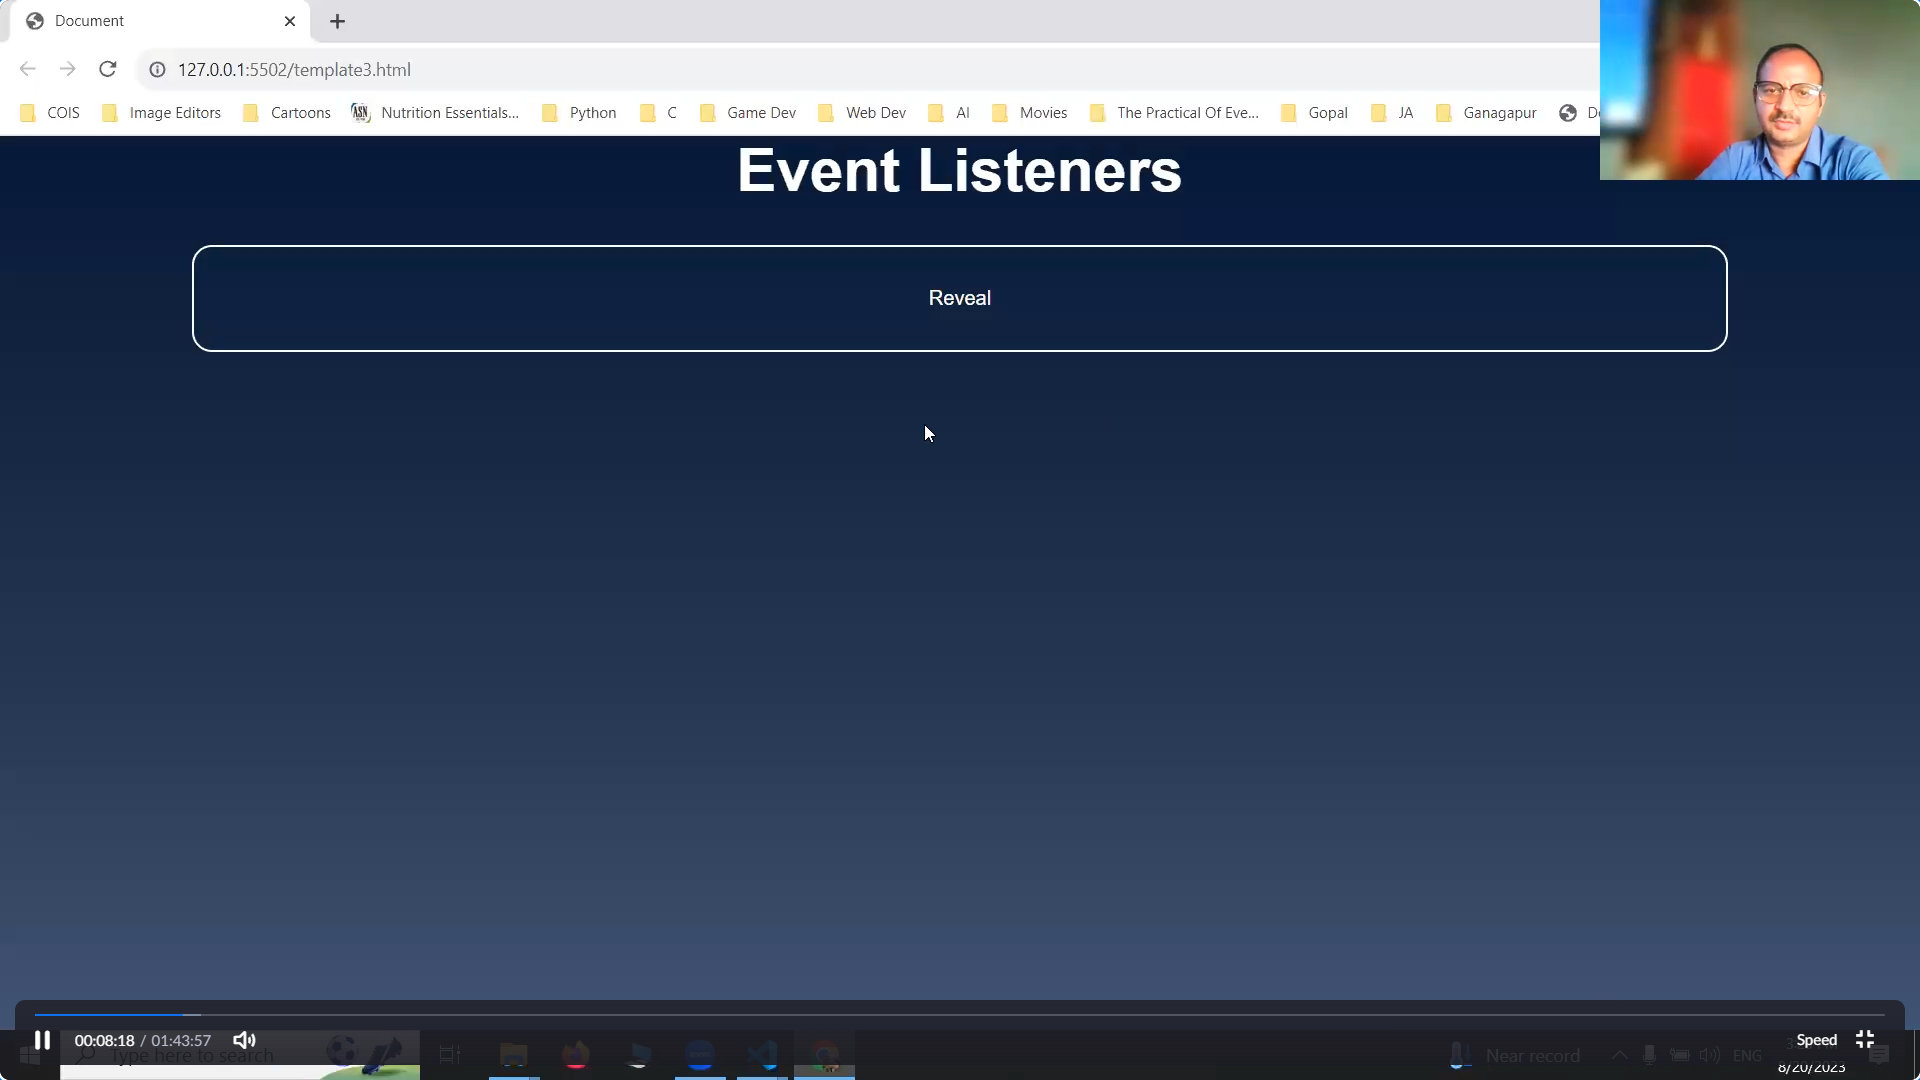 Document
127.0.0.1:5502/template3.html
COIS Image Editors Cartoons ASN Nutrition Essentials... Python C Game Dev Web Dev AI Movies The Practical Of Eve... Gopal JA Ganagapur
Event Listeners
Reveal
00:08:18 / 01:43:57 Speed
Type here to search Near record ENG
8/20/2023